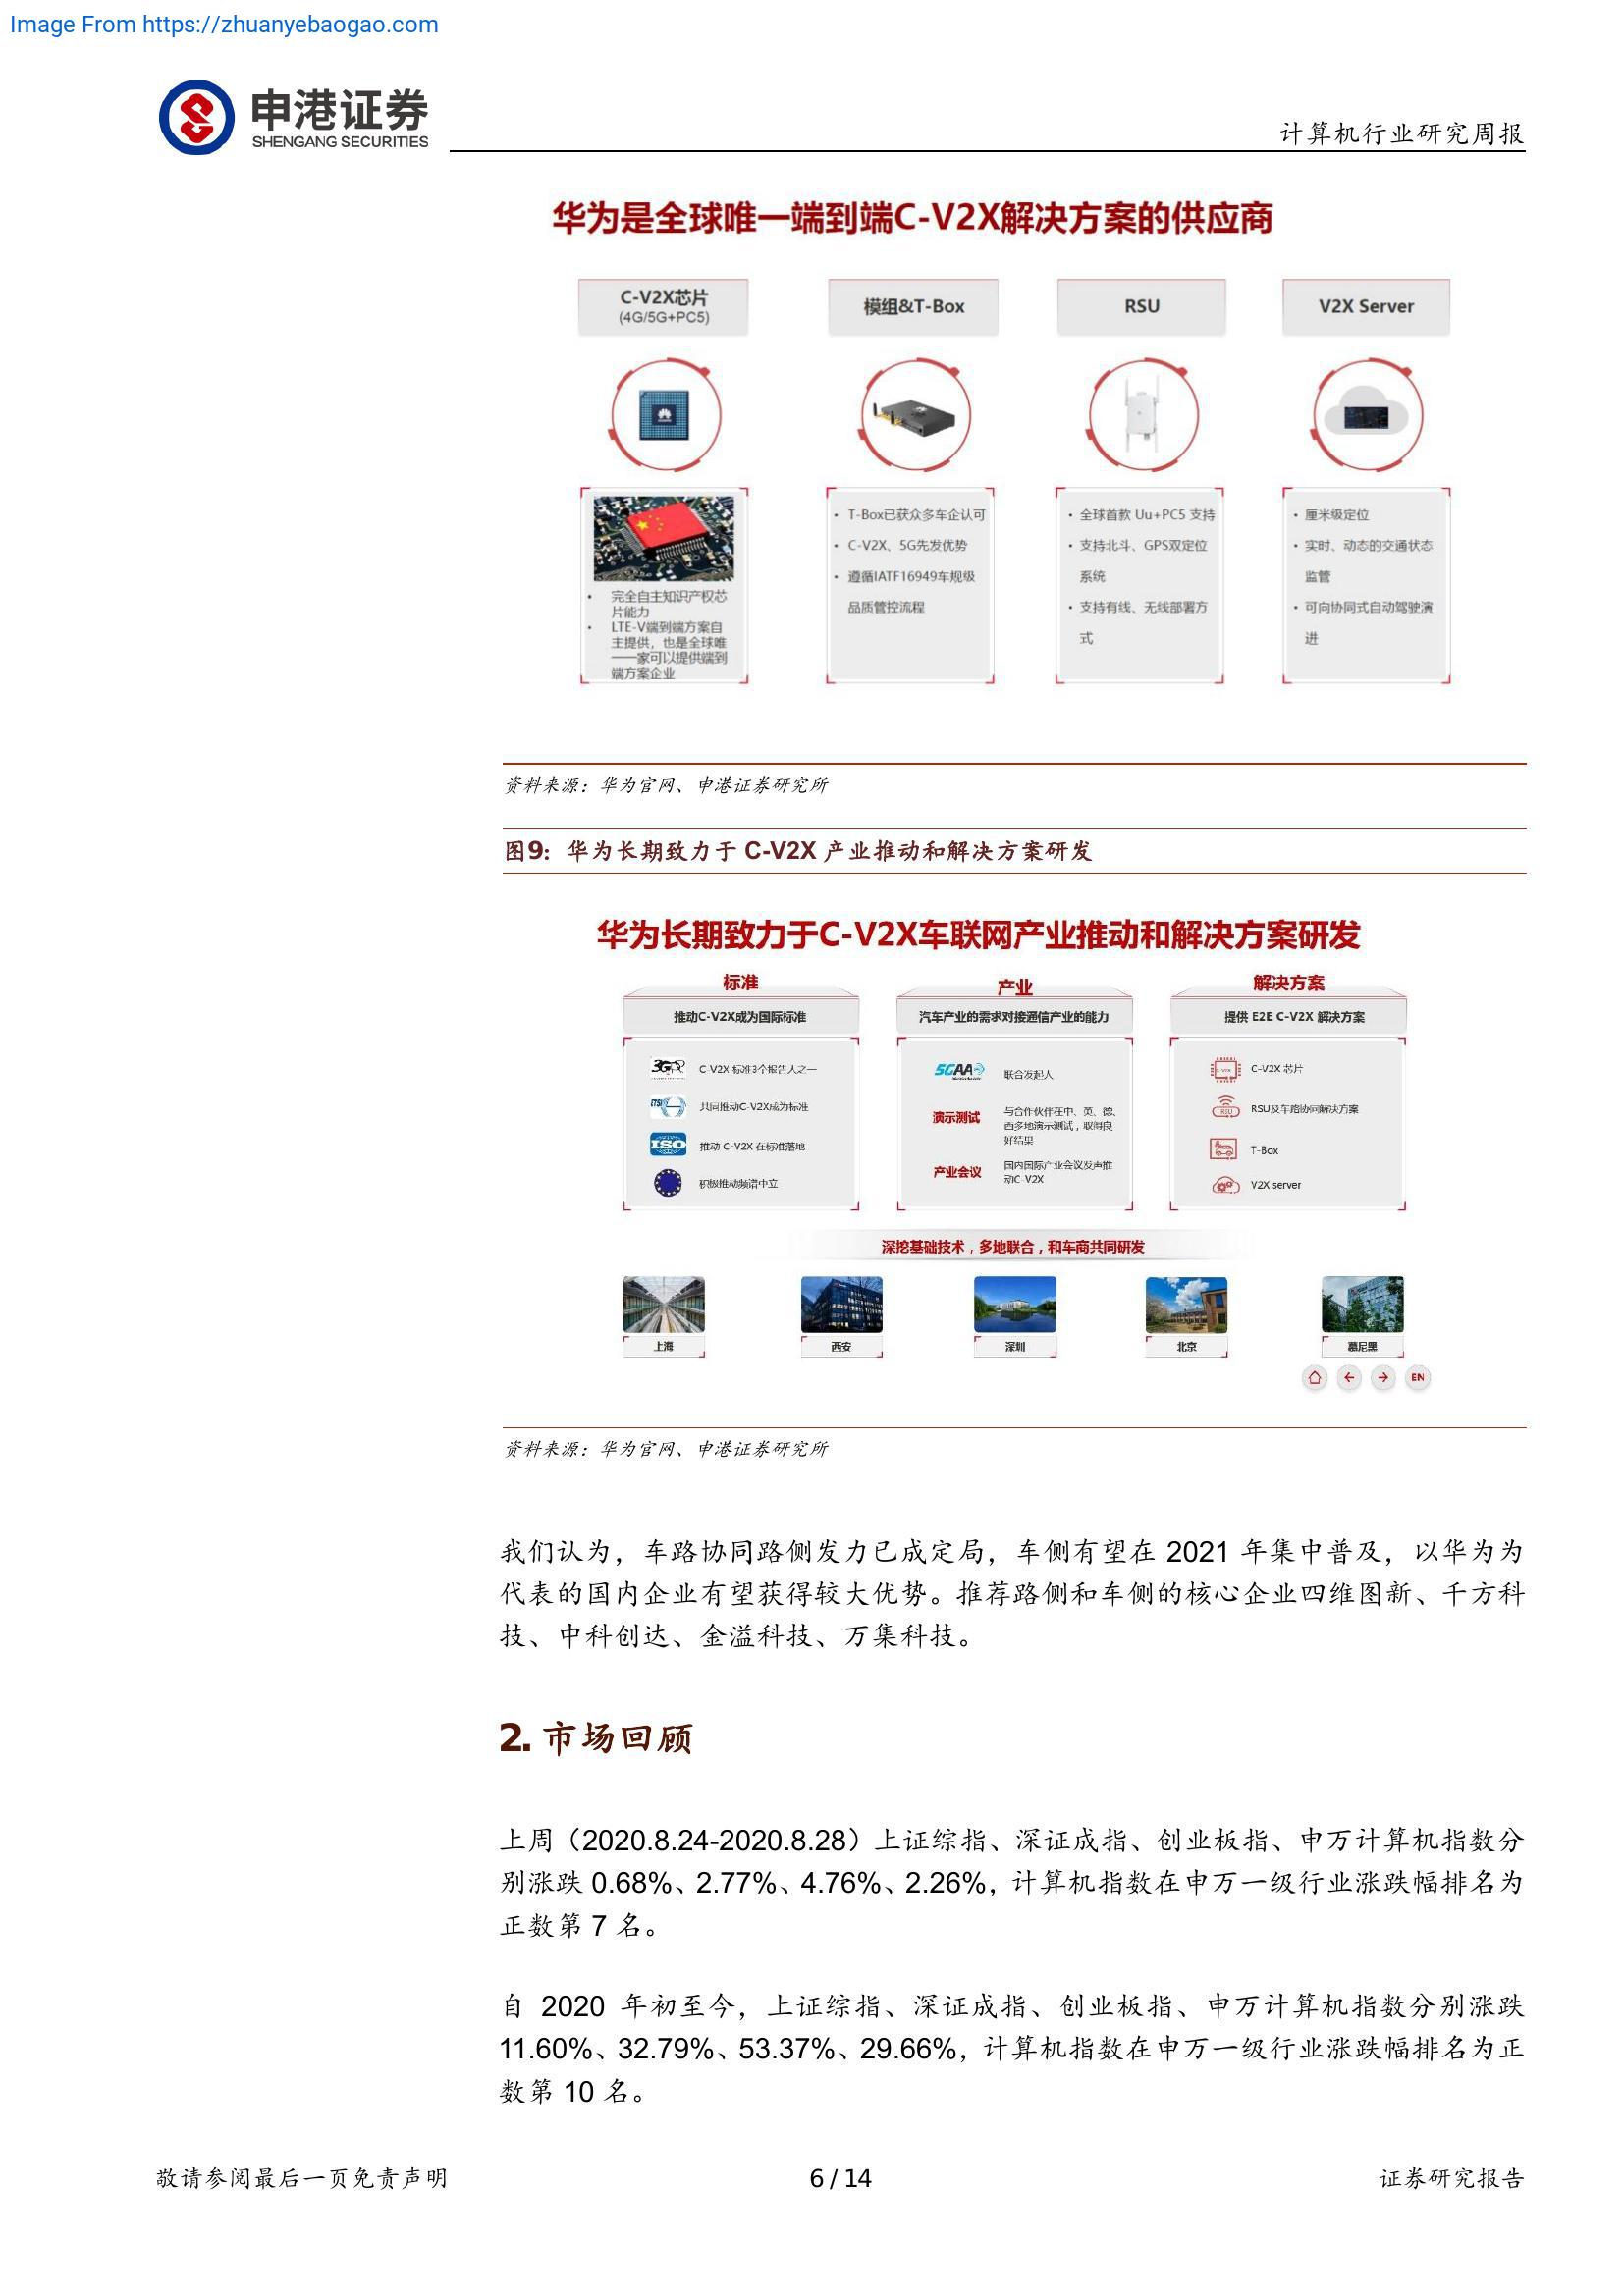 Image From https://zhuanyebaogao.com
申港证券
SHENGANG SECURITIES
计算机行业研究周报
华为是全球唯一端到端C-V2X解决方案的供应商
C-V2X芯片
(4G/5G+PC5)
模组&T-Box
RSU
V2X Server
• 完全自主知识产权芯
片能力
• LTE-V端到端方案自
主提供，也是全球唯
一一家可以提供端到
端方案企业
• T-Box已获众多车企认可
• C-V2X、5G先发优势
• 遵循IATF16949车规级
品质管控流程
• 全球首款 Uu+PC5 支持
• 支持北斗、GPS双定位
系统
• 支持有线、无线部署方
式
• 厘米级定位
• 实时、动态的交通状态
监管
• 可向协同式自动驾驶演
进
资料来源：华为官网、申港证券研究所
图9：华为长期致力于 C-V2X 产业推动和解决方案研发
华为长期致力于C-V2X车联网产业推动和解决方案研发
标准
推动C-V2X成为国际标准
3GPP
C-V2X 标准3个报告人之一
ETSI
共同推动C-V2X成为标准
ISO
推动 C-V2X 在标准落地
积极推动频谱中立
产业
汽车产业的需求对接通信产业的能力
5GAA
联合发起人
演示测试
与合作伙伴在中、英、德、
西多地演示测试，取得良
好结果
产业会议
国内国际产业会议发声推
动C-V2X
解决方案
提供 E2E C-V2X 解决方案
C-V2X 芯片
RSU
RSU及车路协同解决方案
T-Box
V2X server
深挖基础技术，多地联合，和车商共同研发
上海
西安
深圳
北京
慕尼黑
EN
资料来源：华为官网、申港证券研究所
我们认为，车路协同路侧发力已成定局，车侧有望在 2021 年集中普及，以华为为
代表的国内企业有望获得较大优势。推荐路侧和车侧的核心企业四维图新、千方科
技、中科创达、金溢科技、万集科技。
2. 市场回顾
上周（2020.8.24-2020.8.28）上证综指、深证成指、创业板指、申万计算机指数分
别涨跌 0.68%、2.77%、4.76%、2.26%，计算机指数在申万一级行业涨跌幅排名为
正数第 7 名。
自 2020 年初至今，上证综指、深证成指、创业板指、申万计算机指数分别涨跌
11.60%、32.79%、53.37%、29.66%，计算机指数在申万一级行业涨跌幅排名为正
数第 10 名。
敬请参阅最后一页免责声明
6 / 14
证券研究报告